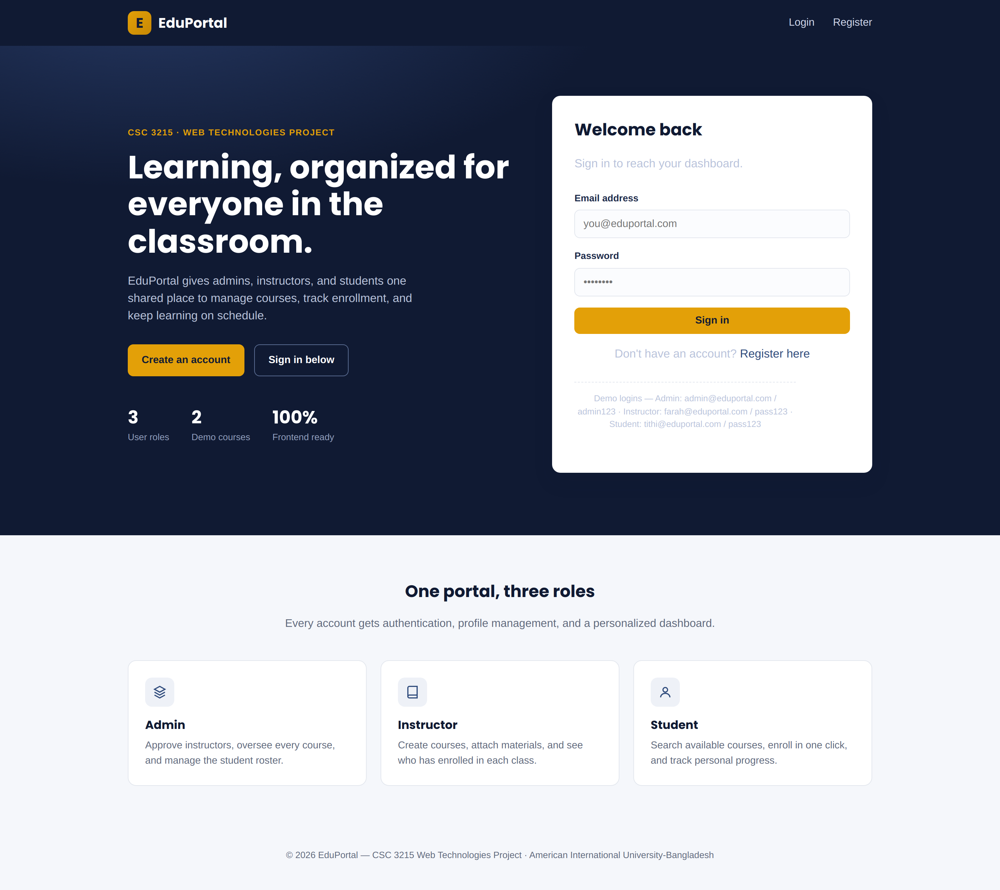 E EduPortal
Login Register
CSC 3215 · WEB TECHNOLOGIES PROJECT
Learning, organized for
everyone in the
classroom.
EduPortal gives admins, instructors, and students one
shared place to manage courses, track enrollment, and
keep learning on schedule.
Create an account
Sign in below
3
User roles
2
Demo courses
100%
Frontend ready
Welcome back
Sign in to reach your dashboard.
Email address
you@eduportal.com
Password
••••••••
Sign in
Don't have an account? Register here
Demo logins — Admin: admin@eduportal.com /
admin123 · Instructor: farah@eduportal.com / pass123 ·
Student: tithi@eduportal.com / pass123
One portal, three roles
Every account gets authentication, profile management, and a personalized dashboard.
Admin
Approve instructors, oversee every course,
and manage the student roster.
Instructor
Create courses, attach materials, and see
who has enrolled in each class.
Student
Search available courses, enroll in one click,
and track personal progress.
© 2026 EduPortal — CSC 3215 Web Technologies Project · American International University-Bangladesh